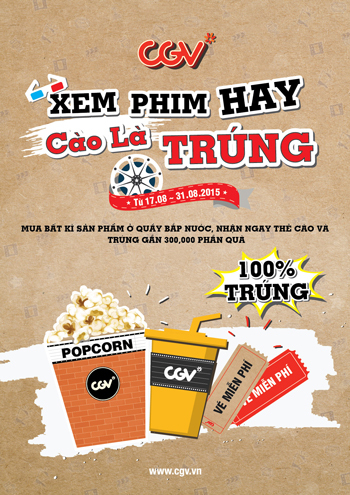 CGV
XEM PHIM HAY
Cào Là TRÚNG
Từ 17.08 - 31.08.2015
MUA BẤT KÌ SẢN PHẨM Ở QUẦY BẮP NƯỚC, NHẬN NGAY THẺ CÀO VÀ
TRÚNG GẦN 300,000 PHẦN QUÀ
100%
TRÚNG
POPCORN
CGV
CGV
VÉ MIỄN PHÍ
VÉ MIỄN PHÍ
www.cgv.vn